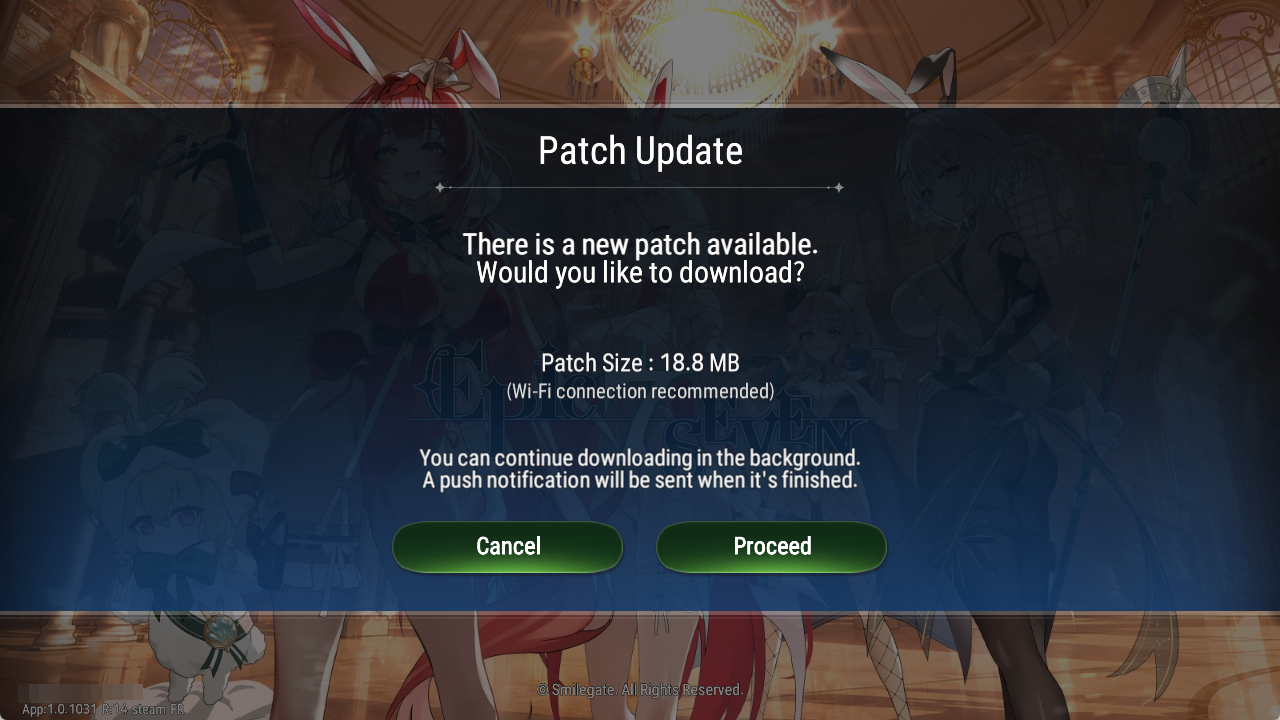 Patch Update
There is a new patch available.
Would you like to download?
Patch Size : 18.8 MB
(Wi-Fi connection recommended)
Epic
SEVEN
You can continue downloading in the background.
A push notification will be sent when it's finished.
Cancel
Proceed
© Smilegate. All Rights Reserved.
App:1.0.1031 R:14-steam FR